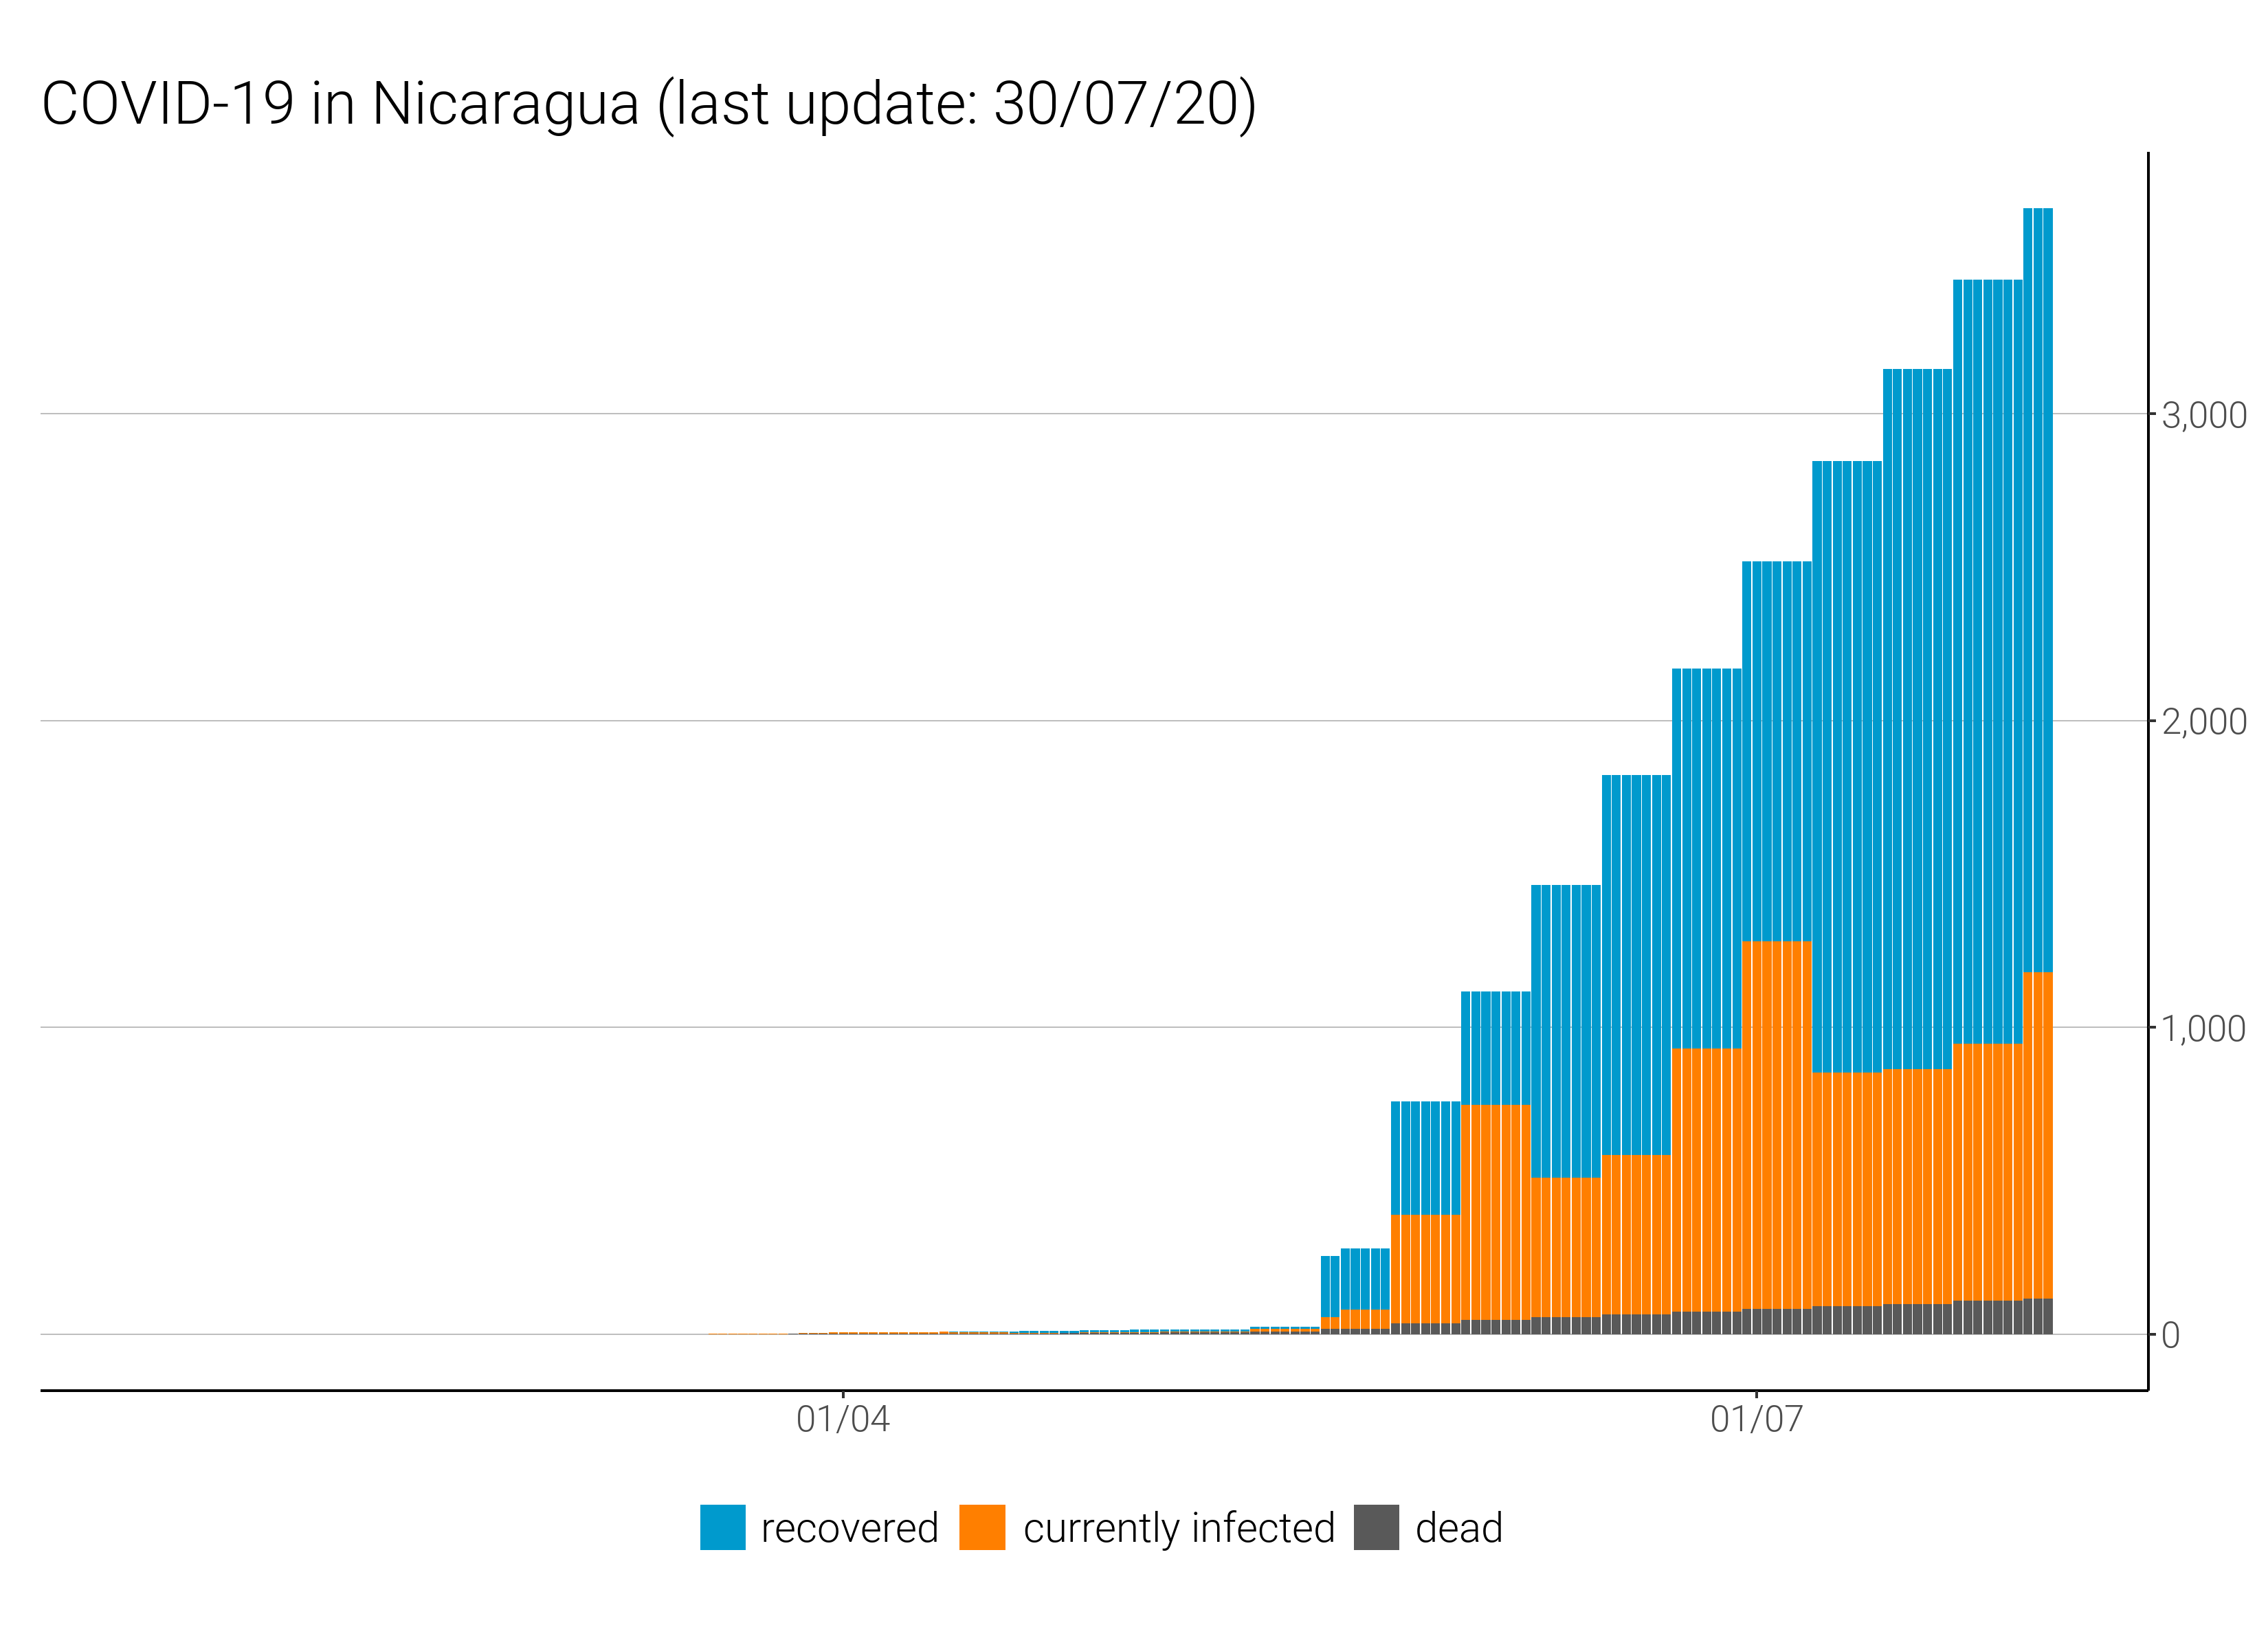 COVID-19 in Nicaragua (last update: 30/07/20)
3,000
2,000
1,000
0
01/04 01/07
recovered currently infected dead